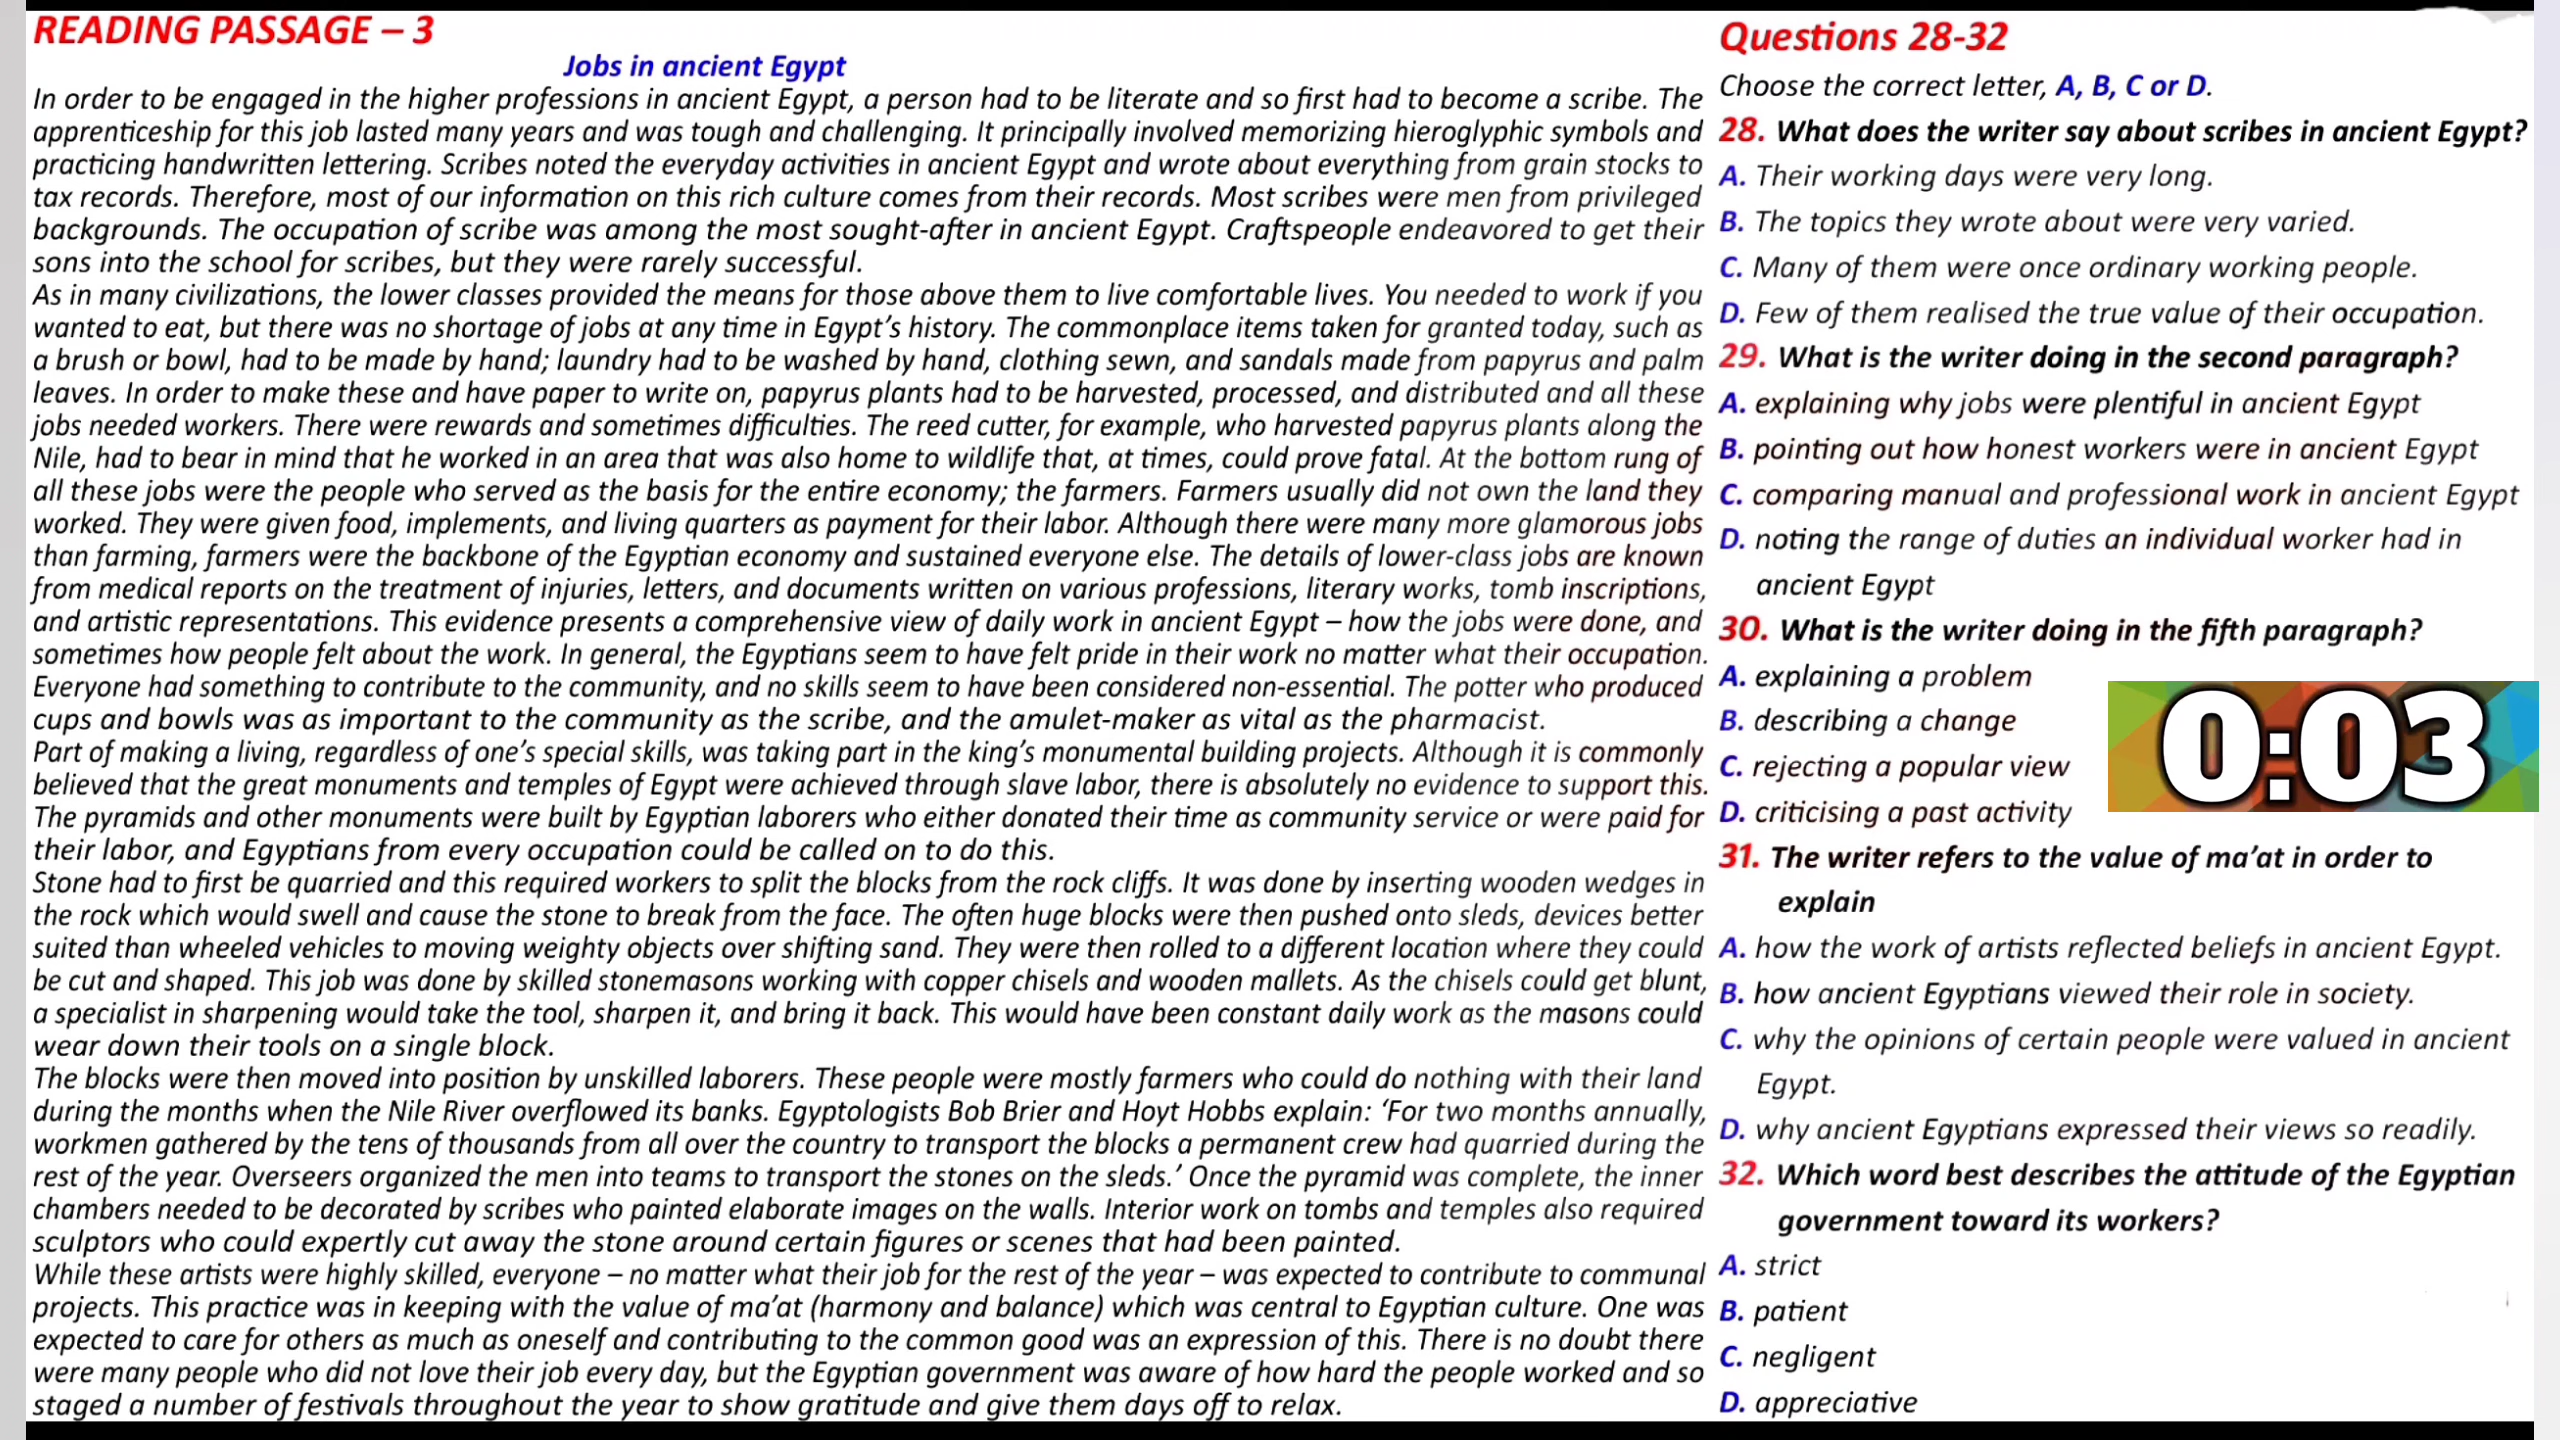 READING PASSAGE – 3
Jobs in ancient Egypt
In order to be engaged in the higher professions in ancient Egypt, a person had to be literate and so first had to become a scribe. The
apprenticeship for this job lasted many years and was tough and challenging. It principally involved memorizing hieroglyphic symbols and
practicing handwritten lettering. Scribes noted the everyday activities in ancient Egypt and wrote about everything from grain stocks to
tax records. Therefore, most of our information on this rich culture comes from their records. Most scribes were men from privileged
backgrounds. The occupation of scribe was among the most sought-after in ancient Egypt. Craftspeople endeavored to get their
sons into the school for scribes, but they were rarely successful.
As in many civilizations, the lower classes provided the means for those above them to live comfortable lives. You needed to work if you
wanted to eat, but there was no shortage of jobs at any time in Egypt’s history. The commonplace items taken for granted today, such as
a brush or bowl, had to be made by hand; laundry had to be washed by hand, clothing sewn, and sandals made from papyrus and palm
leaves. In order to make these and have paper to write on, papyrus plants had to be harvested, processed, and distributed and all these
jobs needed workers. There were rewards and sometimes difficulties. The reed cutter, for example, who harvested papyrus plants along the
Nile, had to bear in mind that he worked in an area that was also home to wildlife that, at times, could prove fatal. At the bottom rung of
all these jobs were the people who served as the basis for the entire economy; the farmers. Farmers usually did not own the land they
worked. They were given food, implements, and living quarters as payment for their labor. Although there were many more glamorous jobs
than farming, farmers were the backbone of the Egyptian economy and sustained everyone else. The details of lower-class jobs are known
from medical reports on the treatment of injuries, letters, and documents written on various professions, literary works, tomb inscriptions,
and artistic representations. This evidence presents a comprehensive view of daily work in ancient Egypt – how the jobs were done, and
sometimes how people felt about the work. In general, the Egyptians seem to have felt pride in their work no matter what their occupation.
Everyone had something to contribute to the community, and no skills seem to have been considered non-essential. The potter who produced
cups and bowls was as important to the community as the scribe, and the amulet-maker as vital as the pharmacist.
Part of making a living, regardless of one’s special skills, was taking part in the king’s monumental building projects. Although it is commonly
believed that the great monuments and temples of Egypt were achieved through slave labor, there is absolutely no evidence to support this.
The pyramids and other monuments were built by Egyptian laborers who either donated their time as community service or were paid for
their labor, and Egyptians from every occupation could be called on to do this.
Stone had to first be quarried and this required workers to split the blocks from the rock cliffs. It was done by inserting wooden wedges in
the rock which would swell and cause the stone to break from the face. The often huge blocks were then pushed onto sleds, devices better
suited than wheeled vehicles to moving weighty objects over shifting sand. They were then rolled to a different location where they could
be cut and shaped. This job was done by skilled stonemasons working with copper chisels and wooden mallets. As the chisels could get blunt,
a specialist in sharpening would take the tool, sharpen it, and bring it back. This would have been constant daily work as the masons could
wear down their tools on a single block.
The blocks were then moved into position by unskilled laborers. These people were mostly farmers who could do nothing with their land
during the months when the Nile River overflowed its banks. Egyptologists Bob Brier and Hoyt Hobbs explain: ‘For two months annually,
workmen gathered by the tens of thousands from all over the country to transport the blocks a permanent crew had quarried during the
rest of the year. Overseers organized the men into teams to transport the stones on the sleds.’ Once the pyramid was complete, the inner
chambers needed to be decorated by scribes who painted elaborate images on the walls. Interior work on tombs and temples also required
sculptors who could expertly cut away the stone around certain figures or scenes that had been painted.
While these artists were highly skilled, everyone – no matter what their job for the rest of the year – was expected to contribute to communal
projects. This practice was in keeping with the value of ma’at (harmony and balance) which was central to Egyptian culture. One was
expected to care for others as much as oneself and contributing to the common good was an expression of this. There is no doubt there
were many people who did not love their job every day, but the Egyptian government was aware of how hard the people worked and so
staged a number of festivals throughout the year to show gratitude and give them days off to relax.
Questions 28-32
Choose the correct letter, A, B, C or D.
28. What does the writer say about scribes in ancient Egypt?
A. Their working days were very long.
B. The topics they wrote about were very varied.
C. Many of them were once ordinary working people.
D. Few of them realised the true value of their occupation.
29. What is the writer doing in the second paragraph?
A. explaining why jobs were plentiful in ancient Egypt
B. pointing out how honest workers were in ancient Egypt
C. comparing manual and professional work in ancient Egypt
D. noting the range of duties an individual worker had in
ancient Egypt
30. What is the writer doing in the fifth paragraph?
A. explaining a problem
B. describing a change
C. rejecting a popular view
D. criticising a past activity
0:03
31. The writer refers to the value of ma’at in order to
explain
A. how the work of artists reflected beliefs in ancient Egypt.
B. how ancient Egyptians viewed their role in society.
C. why the opinions of certain people were valued in ancient
Egypt.
D. why ancient Egyptians expressed their views so readily.
32. Which word best describes the attitude of the Egyptian
government toward its workers?
A. strict
B. patient
C. negligent
D. appreciative